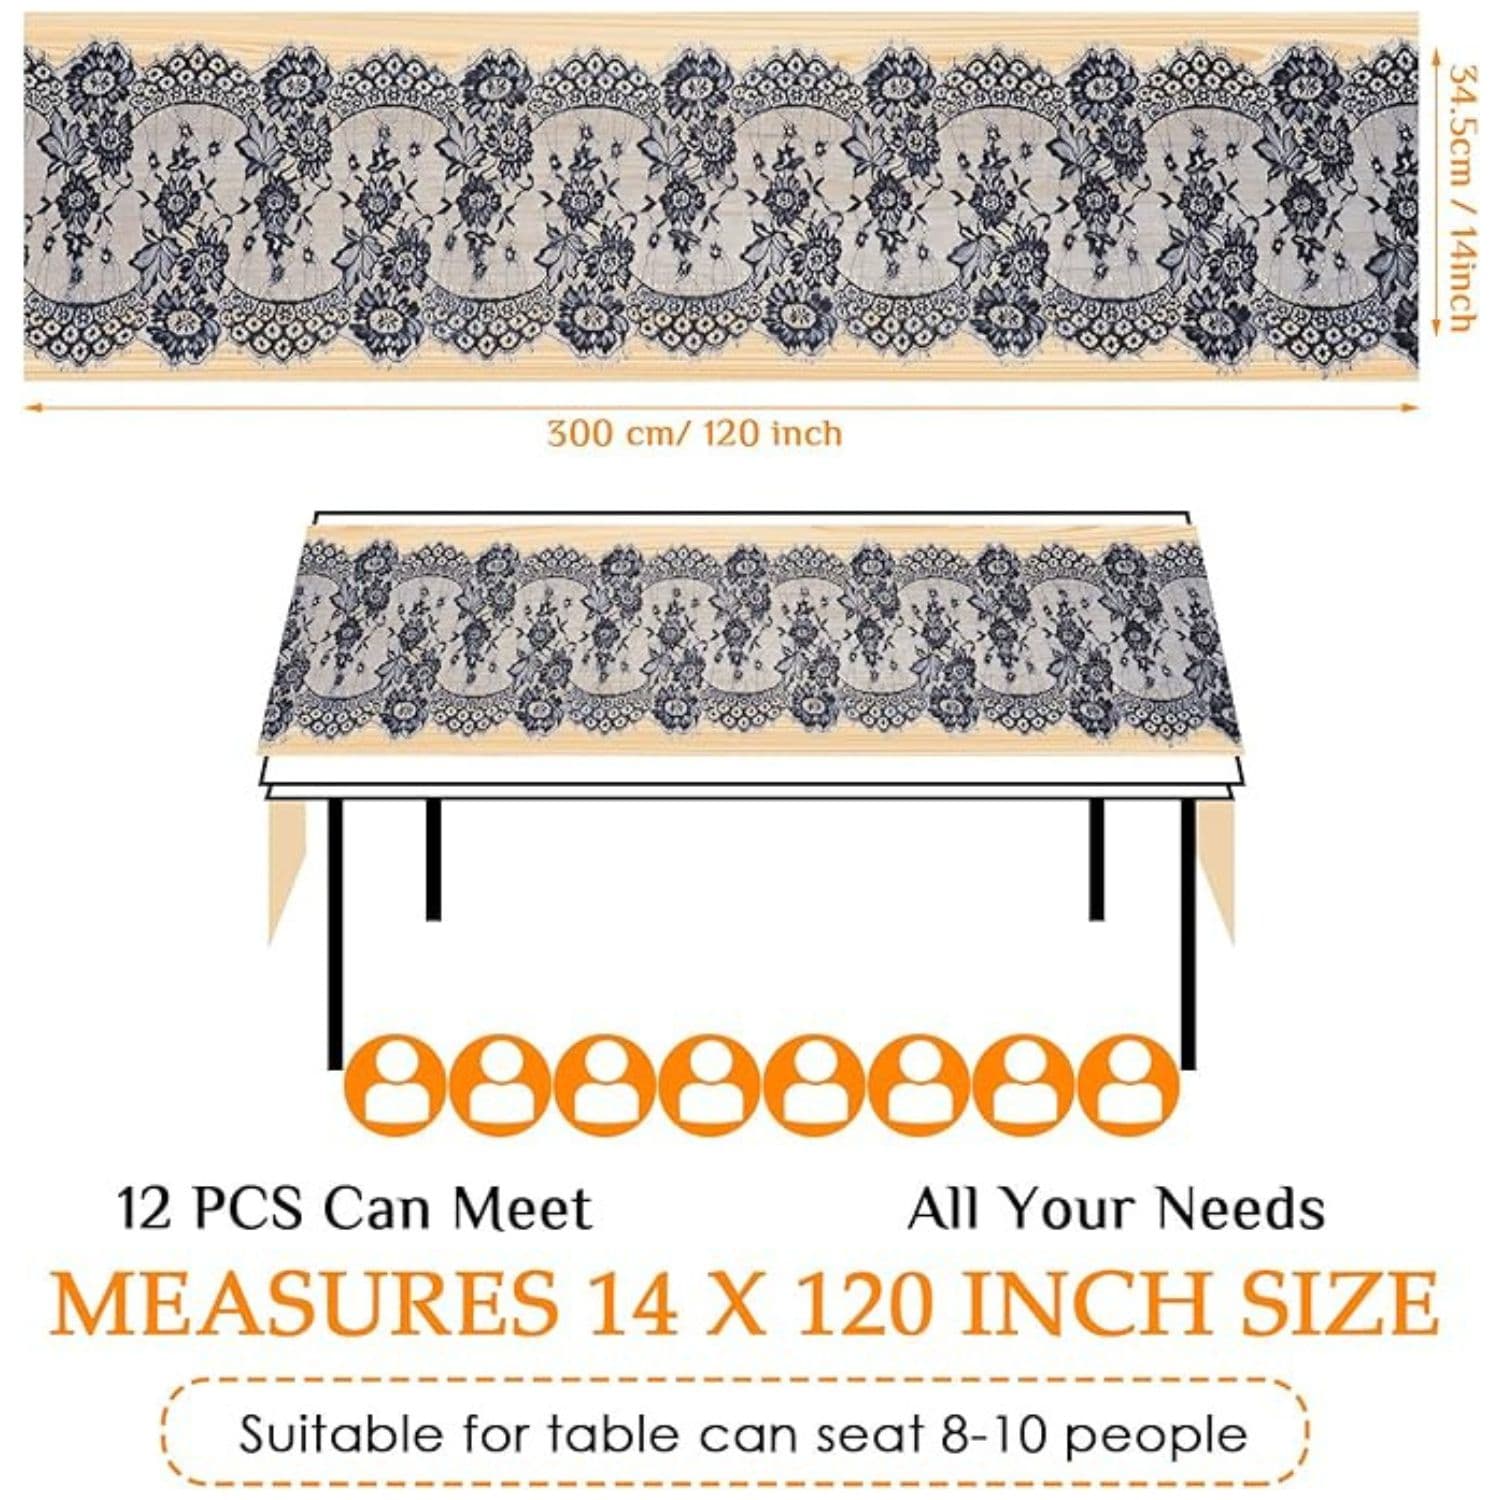 34.5cm / 14inch
300 cm/ 120 inch
12 PCS Can Meet
All Your Needs
MEASURES 14 X 120 INCH SIZE
Suitable for table can seat 8-10 people